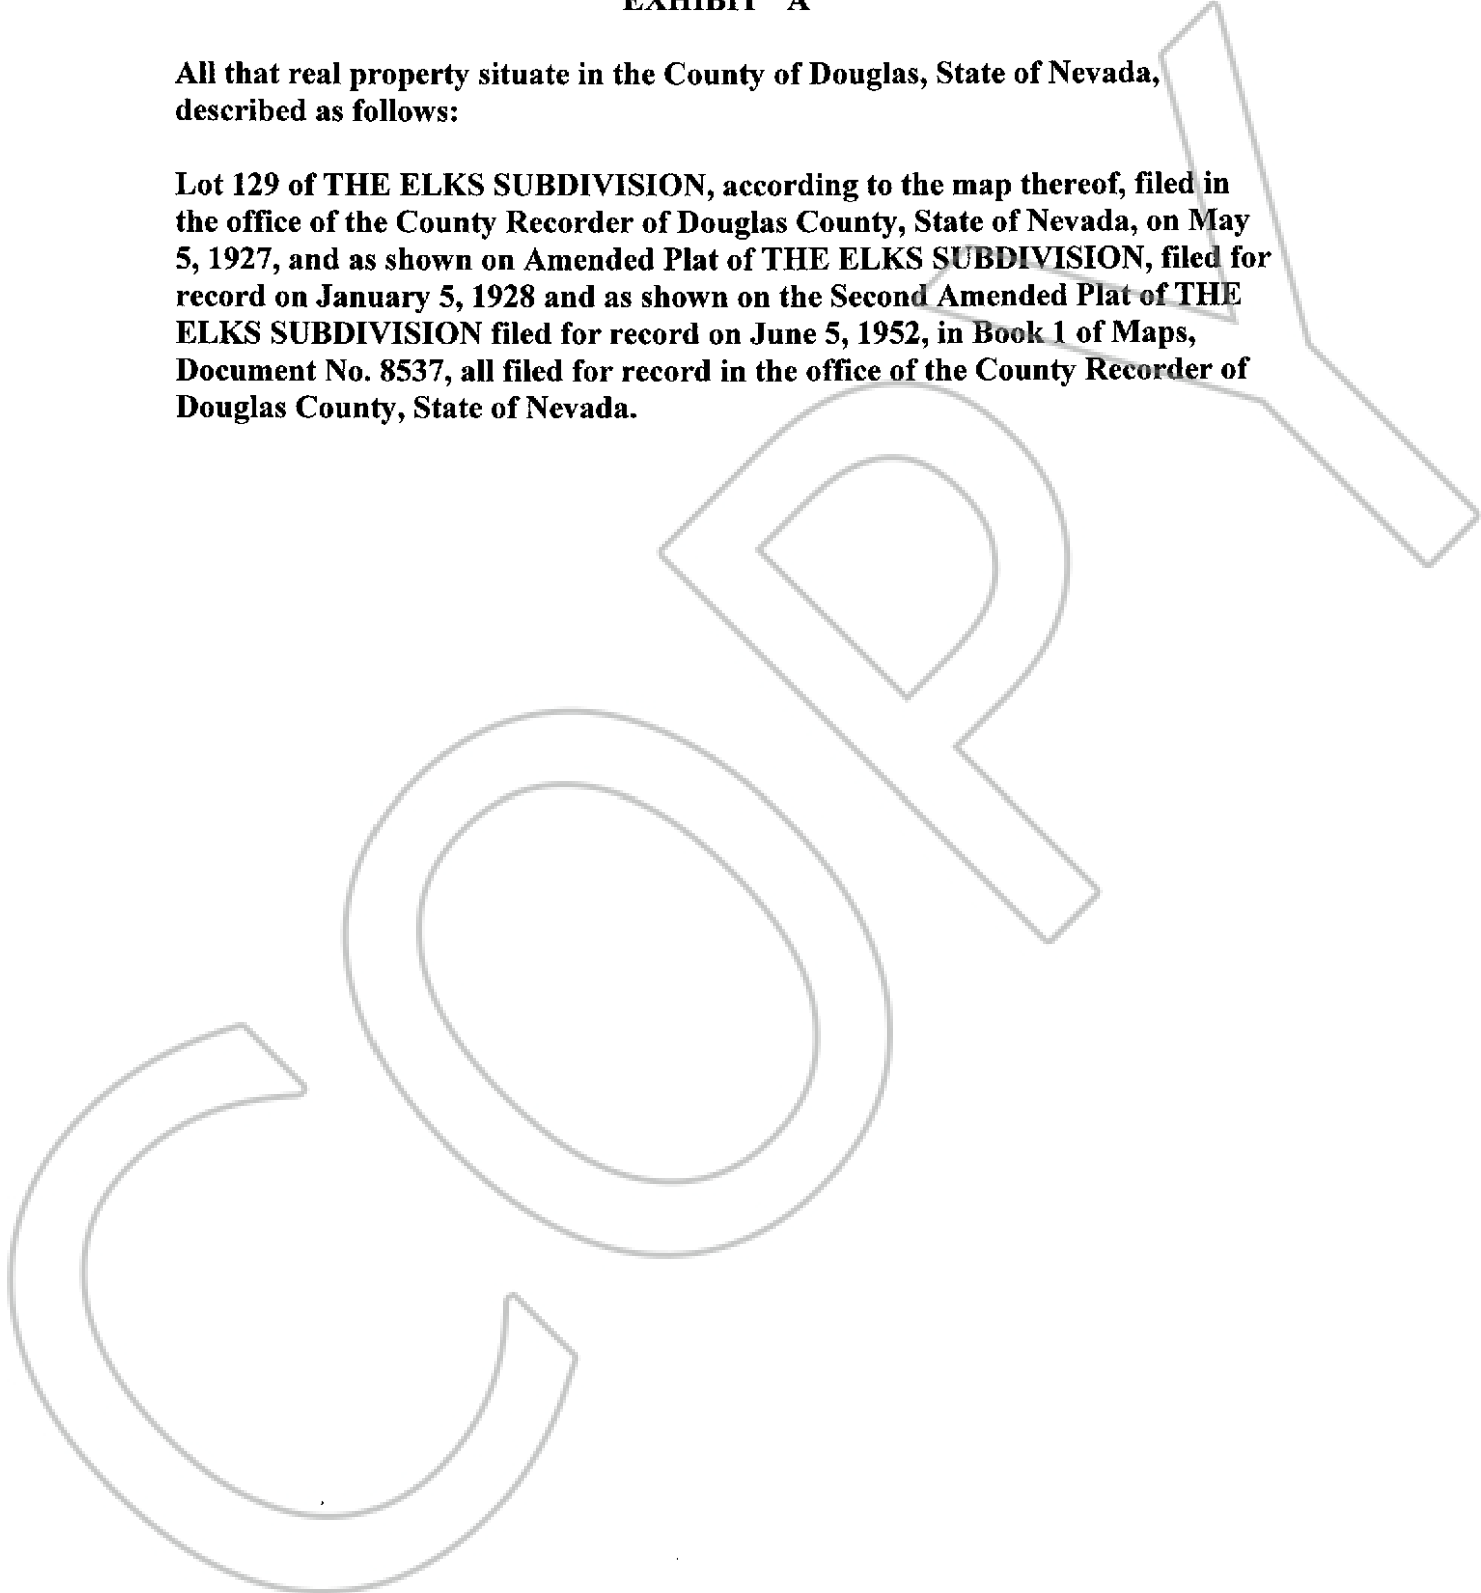 EXHIBIT A
All that real property situate in the County of Douglas, State of Nevada,
described as follows:
Lot 129 of THE ELKS SUBDIVISION, according to the map thereof, filed in
the office of the County Recorder of Douglas County, State of Nevada, on May
5, 1927, and as shown on Amended Plat of THE ELKS SUBDIVISION, filed for
record on January 5, 1928 and as shown on the Second Amended Plat of THE
ELKS SUBDIVISION filed for record on June 5, 1952, in Book 1 of Maps,
Document No. 8537, all filed for record in the office of the County Recorder of
Douglas County, State of Nevada.
COPY